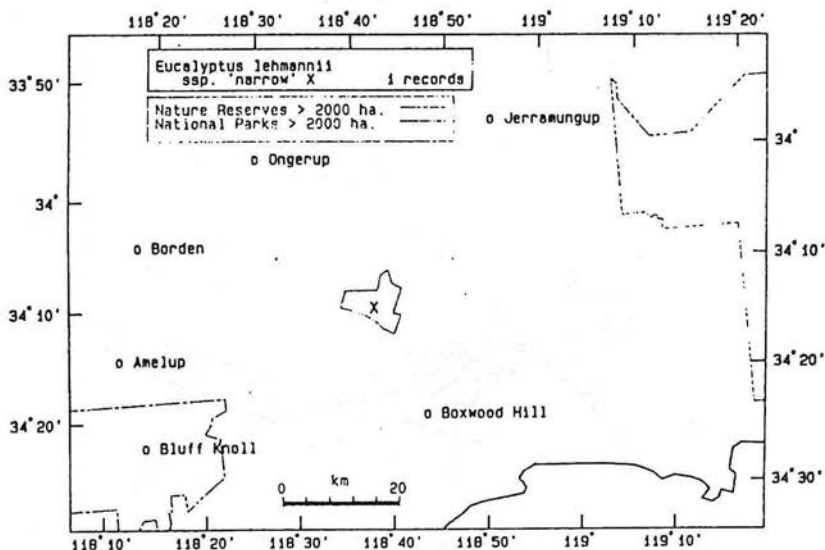 118°20' 118°30' 118°40' 118°50' 119° 119°10' 119°20'
Eucalyptus lehmannii
ssp. 'narrow' X 1 records
Nature Reserves > 2000 ha.
National Parks > 2000 ha.
33°50'
o Jerramungup
34°
o Ongerup
34°
o Borden
34°10'
X
34°10'
34°20'
o Amelup
o Boxwood Hill
34°20'
o Bluff Knoll
km
34°30'
0 20
118°10' 118°20' 118°30' 118°40' 118°50' 119° 119°10'